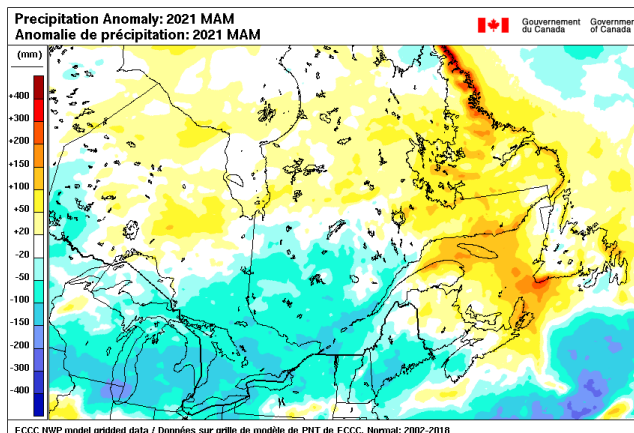 Precipitation Anomaly: 2021 MAM
Anomalie de précipitation: 2021 MAM
Gouvernement du Canada
Governm
of Canada
(mm)
+400
+300
+200
+150
+100
+50
+20
-20
-50
-100
-150
-200
-300
-400
ECCC NWP model gridded data / Données sur grille de modèle de PNT de ECCC. Normal: 2002-2018